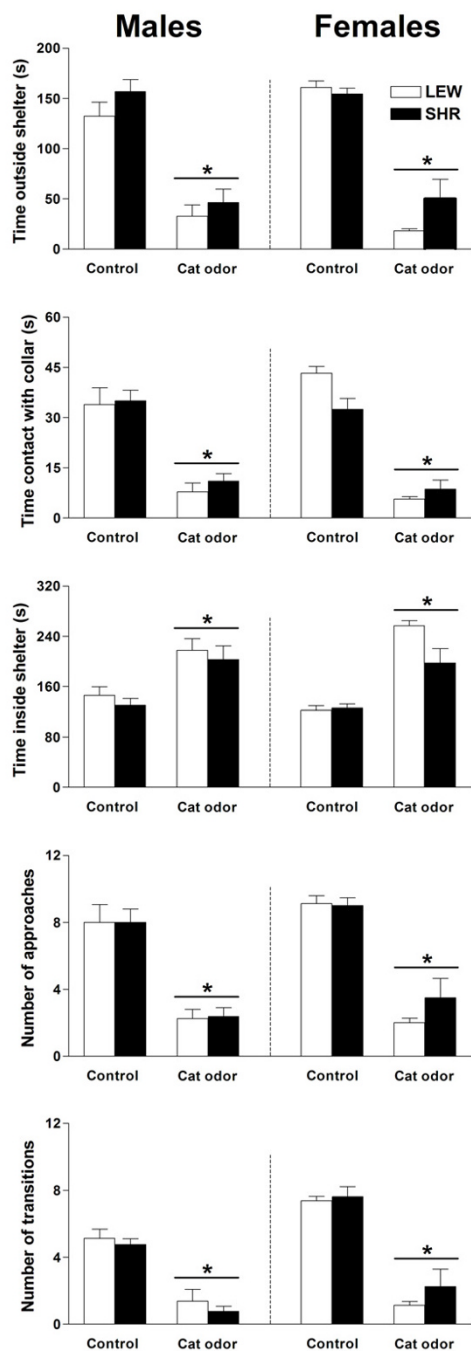 Males Females
Time outside shelter (s)
200
150
100
50
0
LEW
SHR
* *
Control Cat odor Control Cat odor
Time contact with collar (s)
60
45
30
15
0
* *
Control Cat odor Control Cat odor
Time inside shelter (s)
320
240
160
80
0
* *
Control Cat odor Control Cat odor
Number of approaches
12
8
4
0
* *
Control Cat odor Control Cat odor
Number of transitions
12
8
4
0
* *
Control Cat odor Control Cat odor